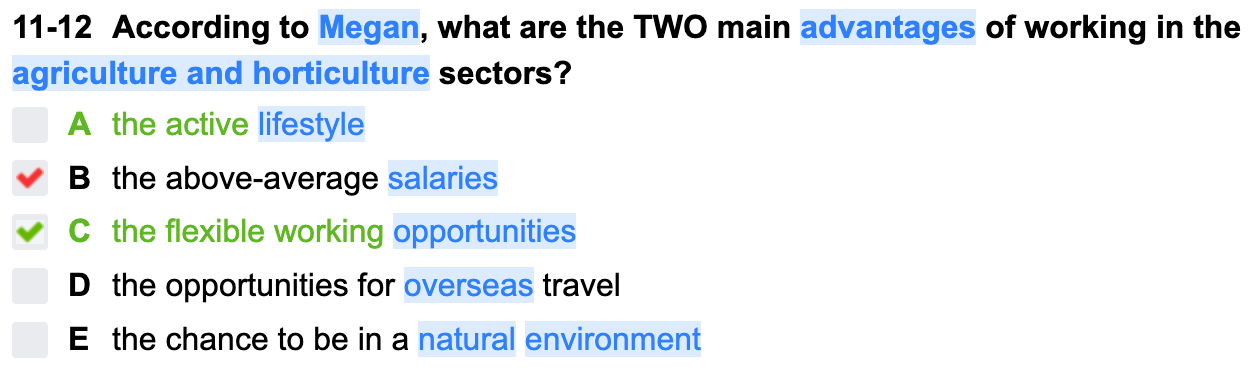 11-12 According to Megan, what are the TWO main advantages of working in the
agriculture and horticulture sectors?
A the active lifestyle
B the above-average salaries
C the flexible working opportunities
D the opportunities for overseas travel
E the chance to be in a natural environment